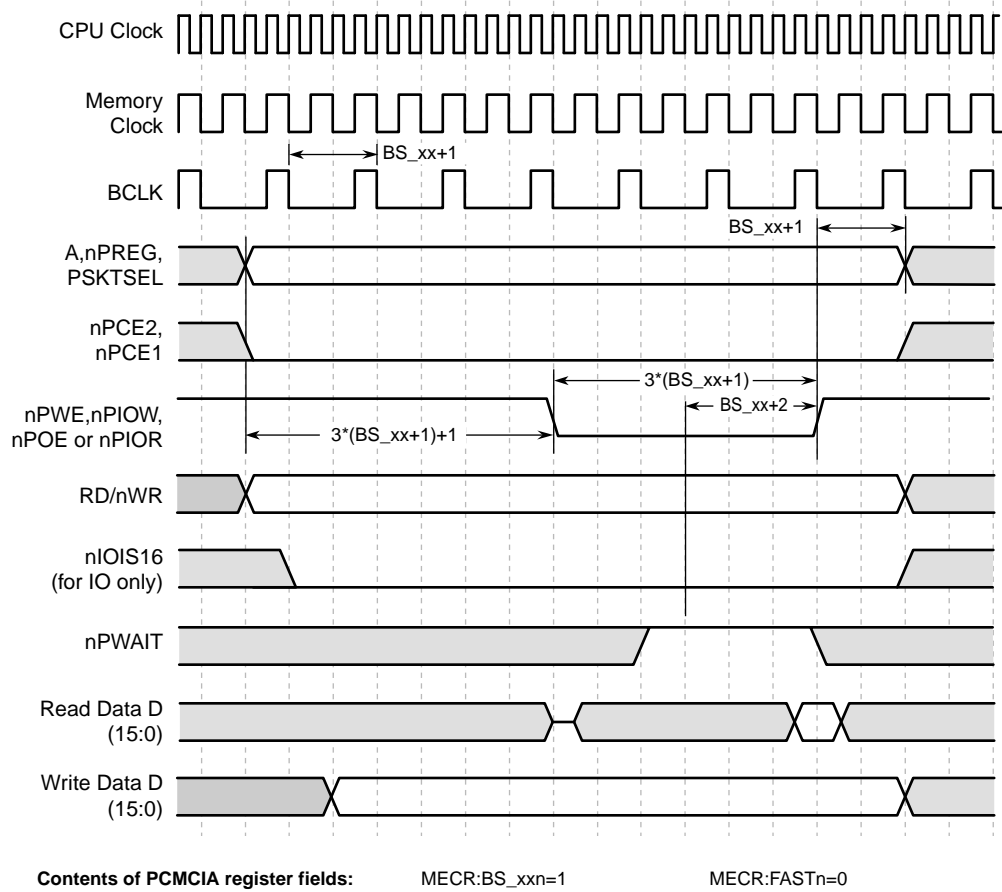 CPU Clock
Memory
Clock
BS_xx+1
BCLK
BS_xx+1
A,nPREG,
PSKTSEL
nPCE2,
nPCE1
3*(BS_xx+1)
BS_xx+2
nPWE,nPIOW,
nPOE or nPIOR
3*(BS_xx+1)+1
RD/nWR
nIOIS16
(for IO only)
nPWAIT
Read Data D
(15:0)
Write Data D
(15:0)
Contents of PCMCIA register fields: MECR:BS_xxn=1 MECR:FASTn=0